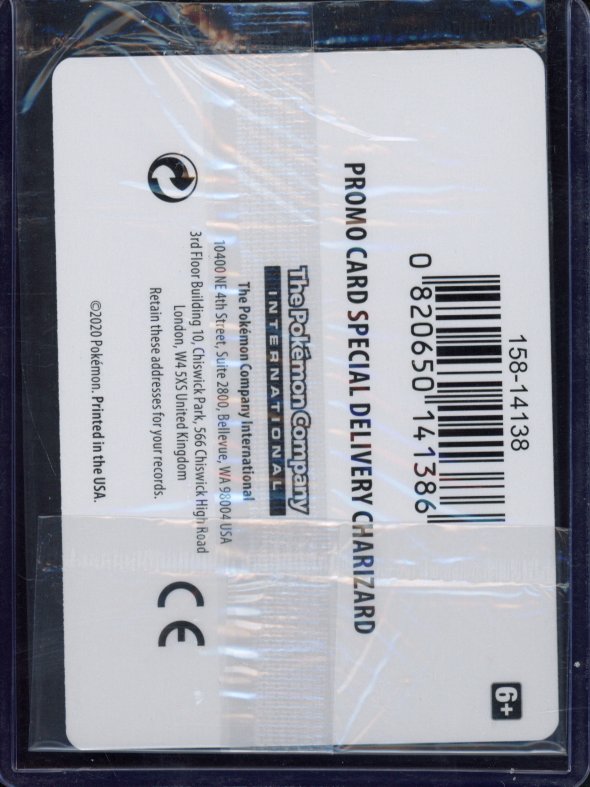 158-14138
0 820650 141386
PROMO CARD SPECIAL DELIVERY CHARIZARD
The Pokémon Company
INTERNATIONAL
The Pokémon Company International
10400 NE 4th Street, Suite 2800, Bellevue, WA 98004 USA
3rd Floor Building 10, Chiswick Park, 566 Chiswick High Road
London, W4 5XS United Kingdom
Retain these addresses for your records.
©2020 Pokémon. Printed in the USA.
CE
6+